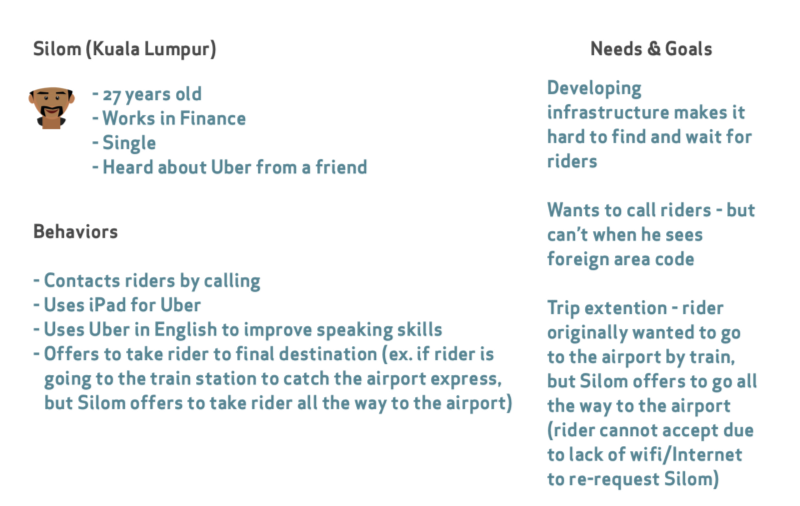 Silom (Kuala Lumpur)
- 27 years old
- Works in Finance
- Single
- Heard about Uber from a friend
Behaviors
- Contacts riders by calling
- Uses iPad for Uber
- Uses Uber in English to improve speaking skills
- Offers to take rider to final destination (ex. if rider is
going to the train station to catch the airport express,
but Silom offers to take rider all the way to the airport)
Needs & Goals
Developing
infrastructure makes it
hard to find and wait for
riders
Wants to call riders - but
can't when he sees
foreign area code
Trip extention - rider
originally wanted to go
to the airport by train,
but Silom offers to go all
the way to the airport
(rider cannot accept due
to lack of wifi/Internet
to re-request Silom)